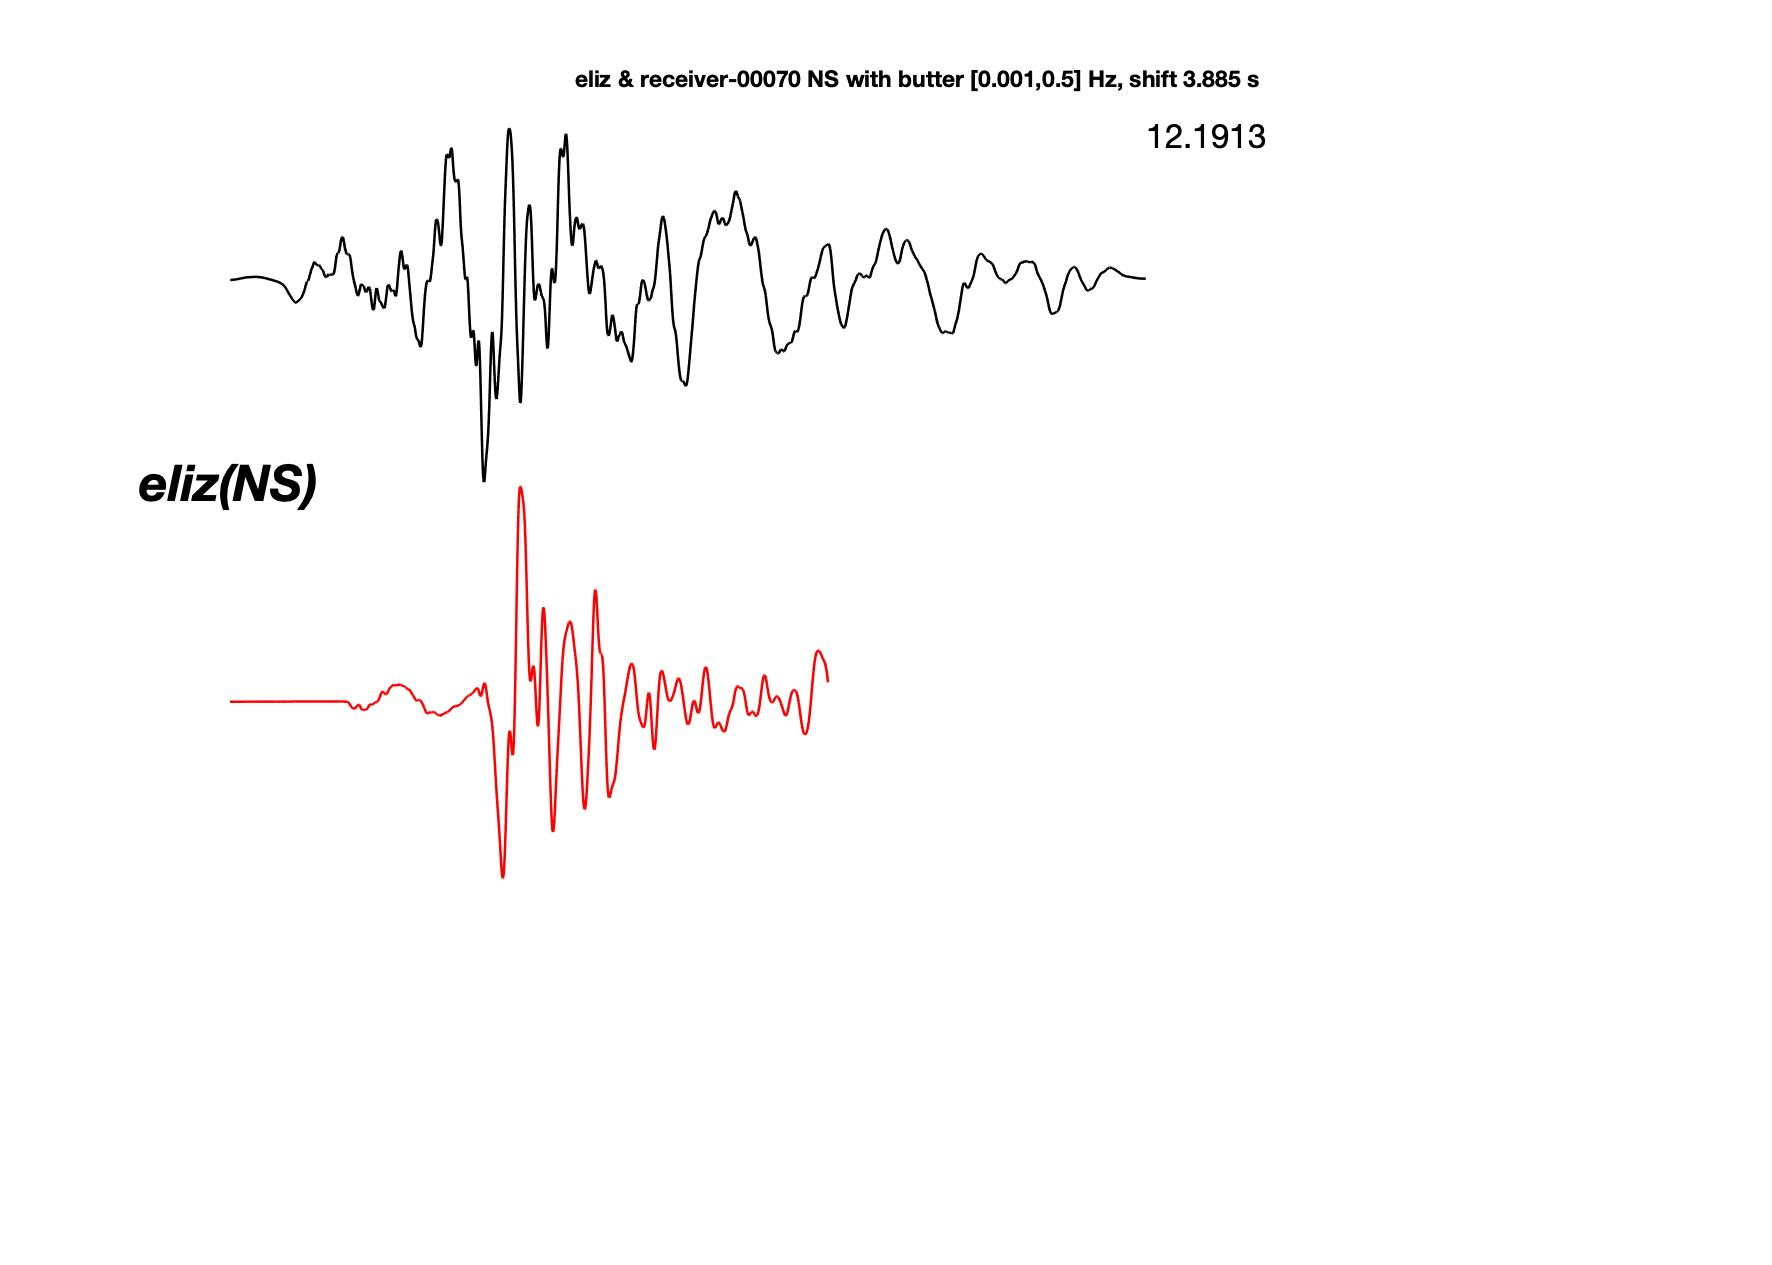 eliz & receiver-00070 NS with butter [0.001,0.5] Hz, shift 3.885 s
12.1913
eliz(NS)